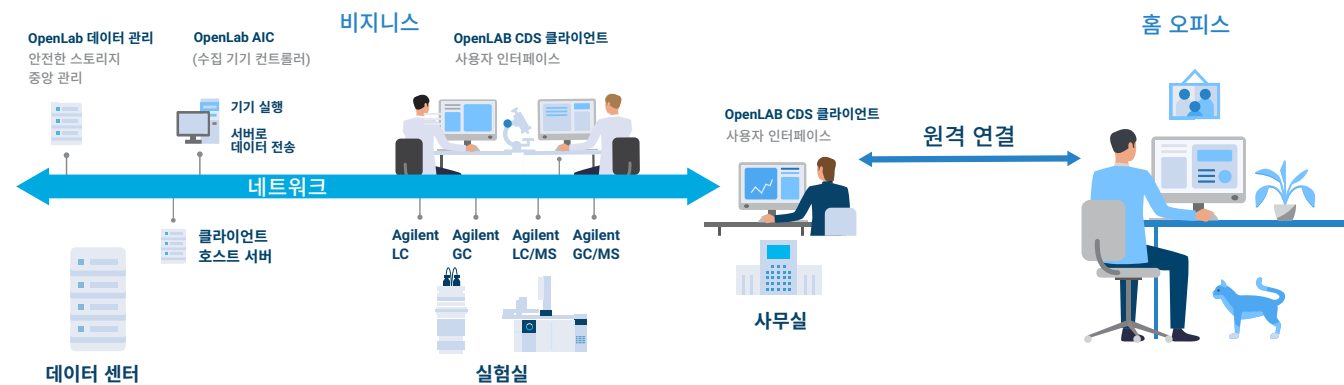 비지니스
홈 오피스
OpenLab 데이터 관리
안전한 스토리지
중앙 관리
OpenLab AIC
(수집 기기 컨트롤러)
기기 실행
서버로
데이터 전송
OpenLAB CDS 클라이언트
사용자 인터페이스
OpenLAB CDS 클라이언트
사용자 인터페이스
원격 연결
네트워크
클라이언트
호스트 서버
Agilent
LC
Agilent
GC
Agilent
LC/MS
Agilent
GC/MS
데이터 센터
실험실
사무실